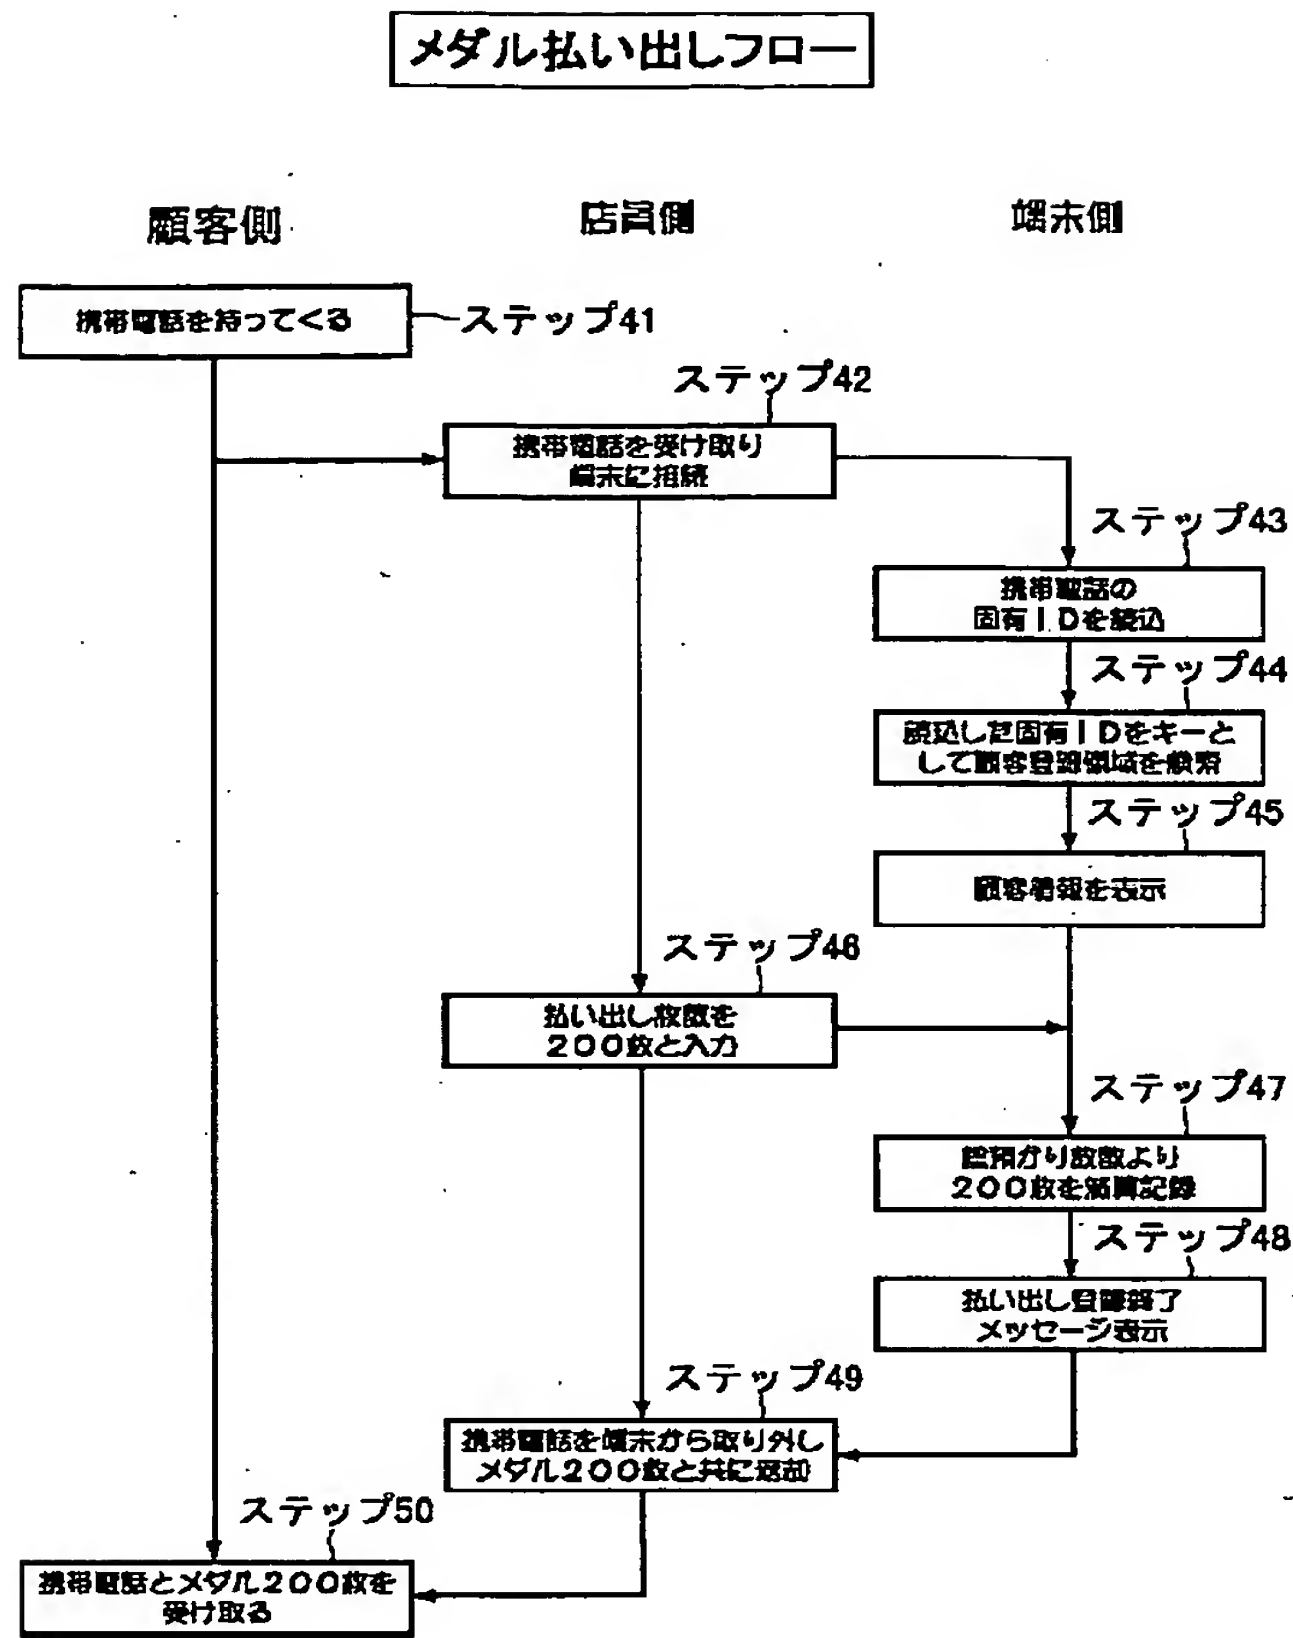 メダル払い出しフロー
顧客側
店員側
端末側
携帯電話を持ってくる
ステップ41
ステップ42
携帯電話を受け取り
端末に接続
ステップ43
携帯電話の
固有IDを読込
ステップ44
読込した固有IDをキーと
して顧客登録領域を検索
ステップ45
顧客情報を表示
ステップ46
払い出し枚数を
200枚と入力
ステップ47
総預かり枚数より
200枚を減算記録
ステップ48
払い出し登録終了
メッセージ表示
ステップ49
携帯電話を端末から取り外し
メダル200枚と共に返却
ステップ50
携帯電話とメダル200枚を
受け取る